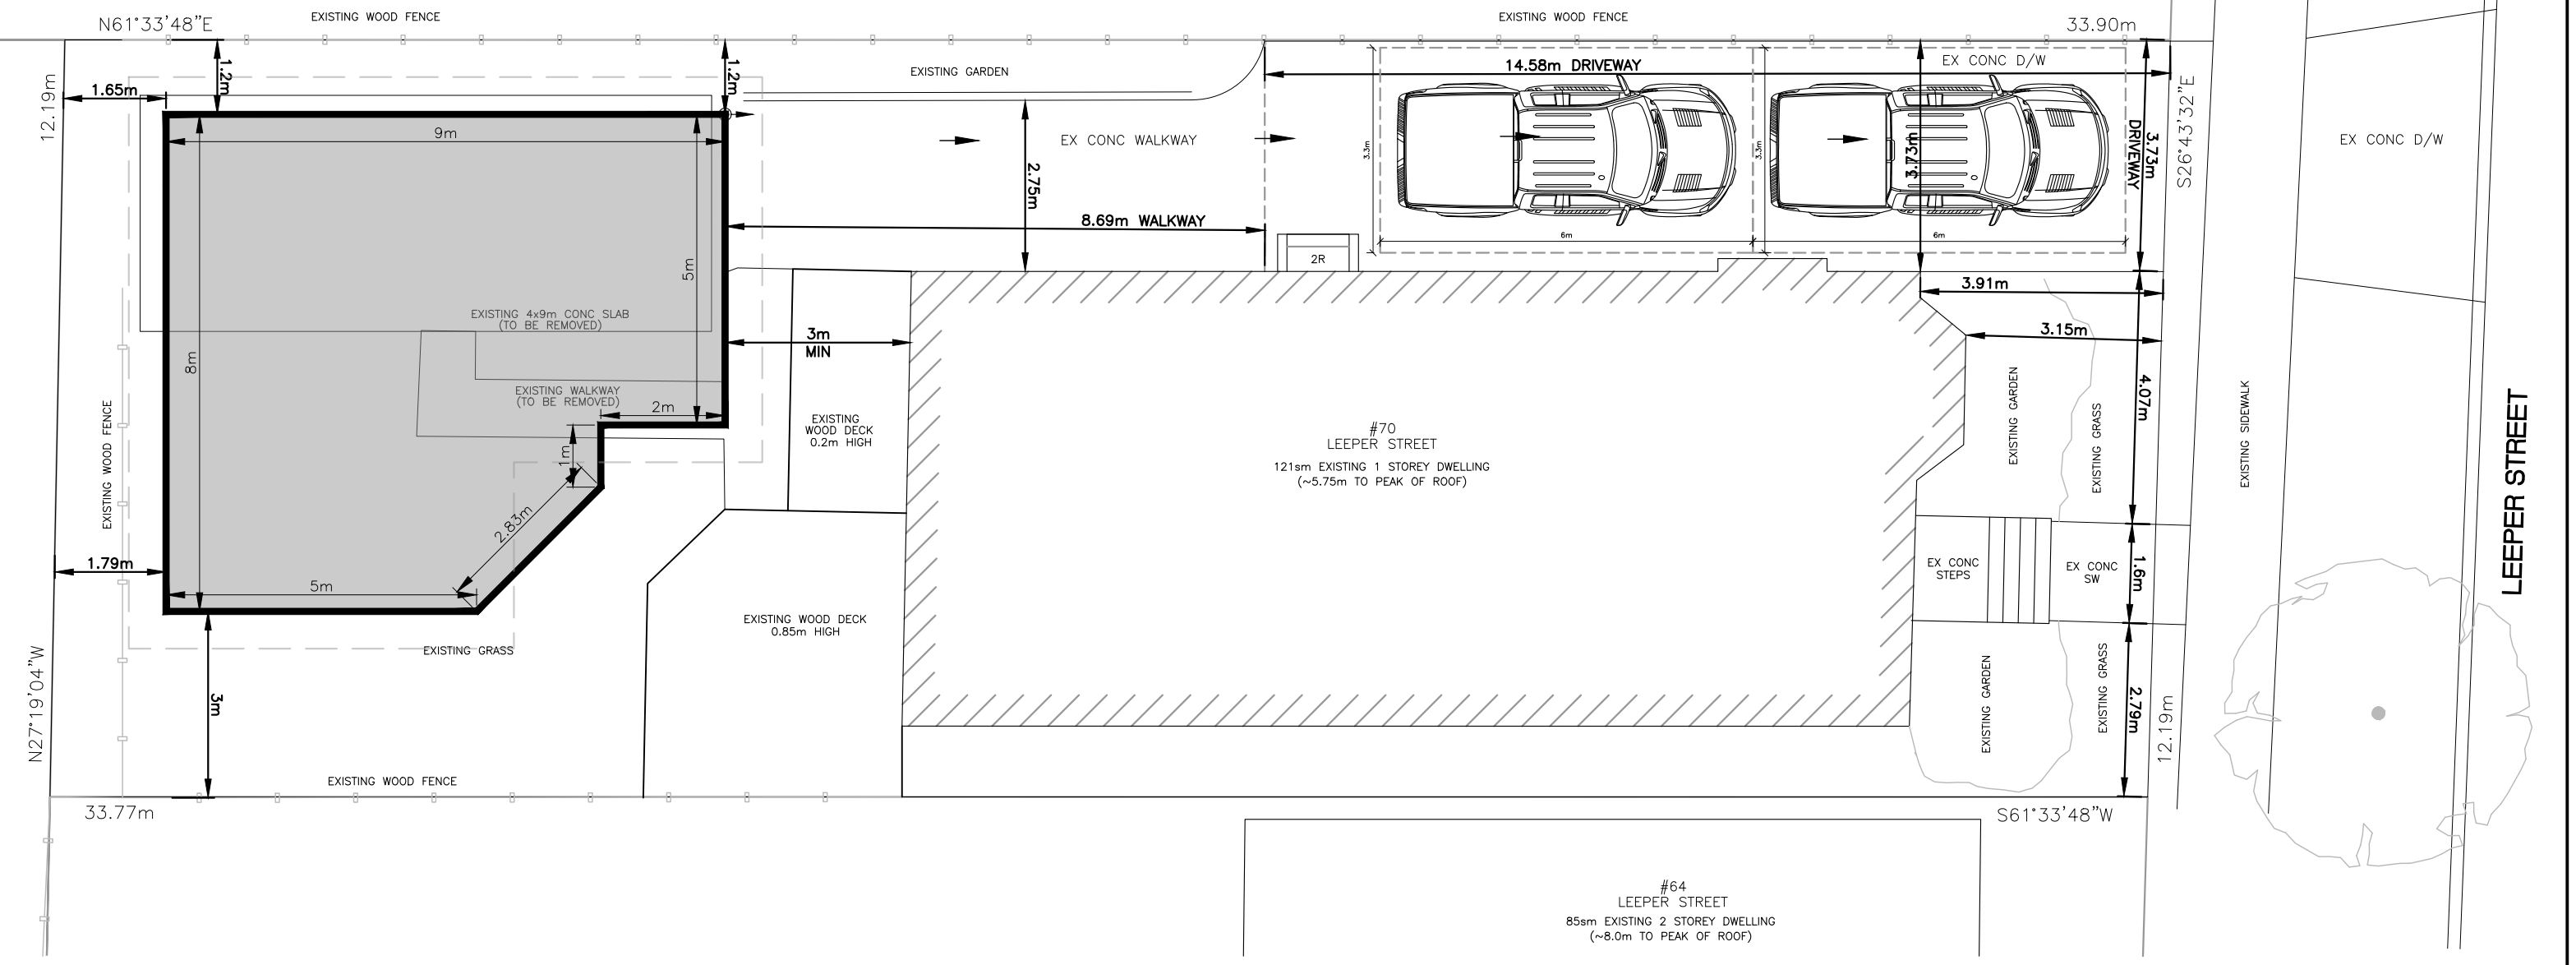 N61°33'48"E
EXISTING WOOD FENCE
EXISTING WOOD FENCE
33.90m
12.19m
1.65m
1.2m
1.2m
EXISTING GARDEN
14.58m DRIVEWAY
EX CONC D/W
S26°43'32"E
9m
EX CONC WALKWAY
2.75m
3.3m
3.3m
3.73m
3.73m
DRIVEWAY
EX CONC D/W
8.69m WALKWAY
6m
6m
2R
5m
3.91m
EXISTING 4x9m CONC SLAB
(TO BE REMOVED)
3m
MIN
3.15m
8m
EXISTING WALKWAY
(TO BE REMOVED)
2m
EXISTING
WOOD DECK
0.2m HIGH
#70
LEEPER STREET
121sm EXISTING 1 STOREY DWELLING
(~5.75m TO PEAK OF ROOF)
EXISTING GARDEN
EXISTING GRASS
4.07m
EXISTING SIDEWALK
LEEPER STREET
EXISTING WOOD FENCE
1m
2.83m
1.79m
5m
EX CONC
STEPS
EX CONC
SW
1.6m
EXISTING WOOD DECK
0.85m HIGH
EXISTING GRASS
N27°19'04"W
3m
EXISTING GARDEN
EXISTING GRASS
2.79m
12.19m
EXISTING WOOD FENCE
33.77m
S61°33'48"W
#64
LEEPER STREET
85sm EXISTING 2 STOREY DWELLING
(~8.0m TO PEAK OF ROOF)